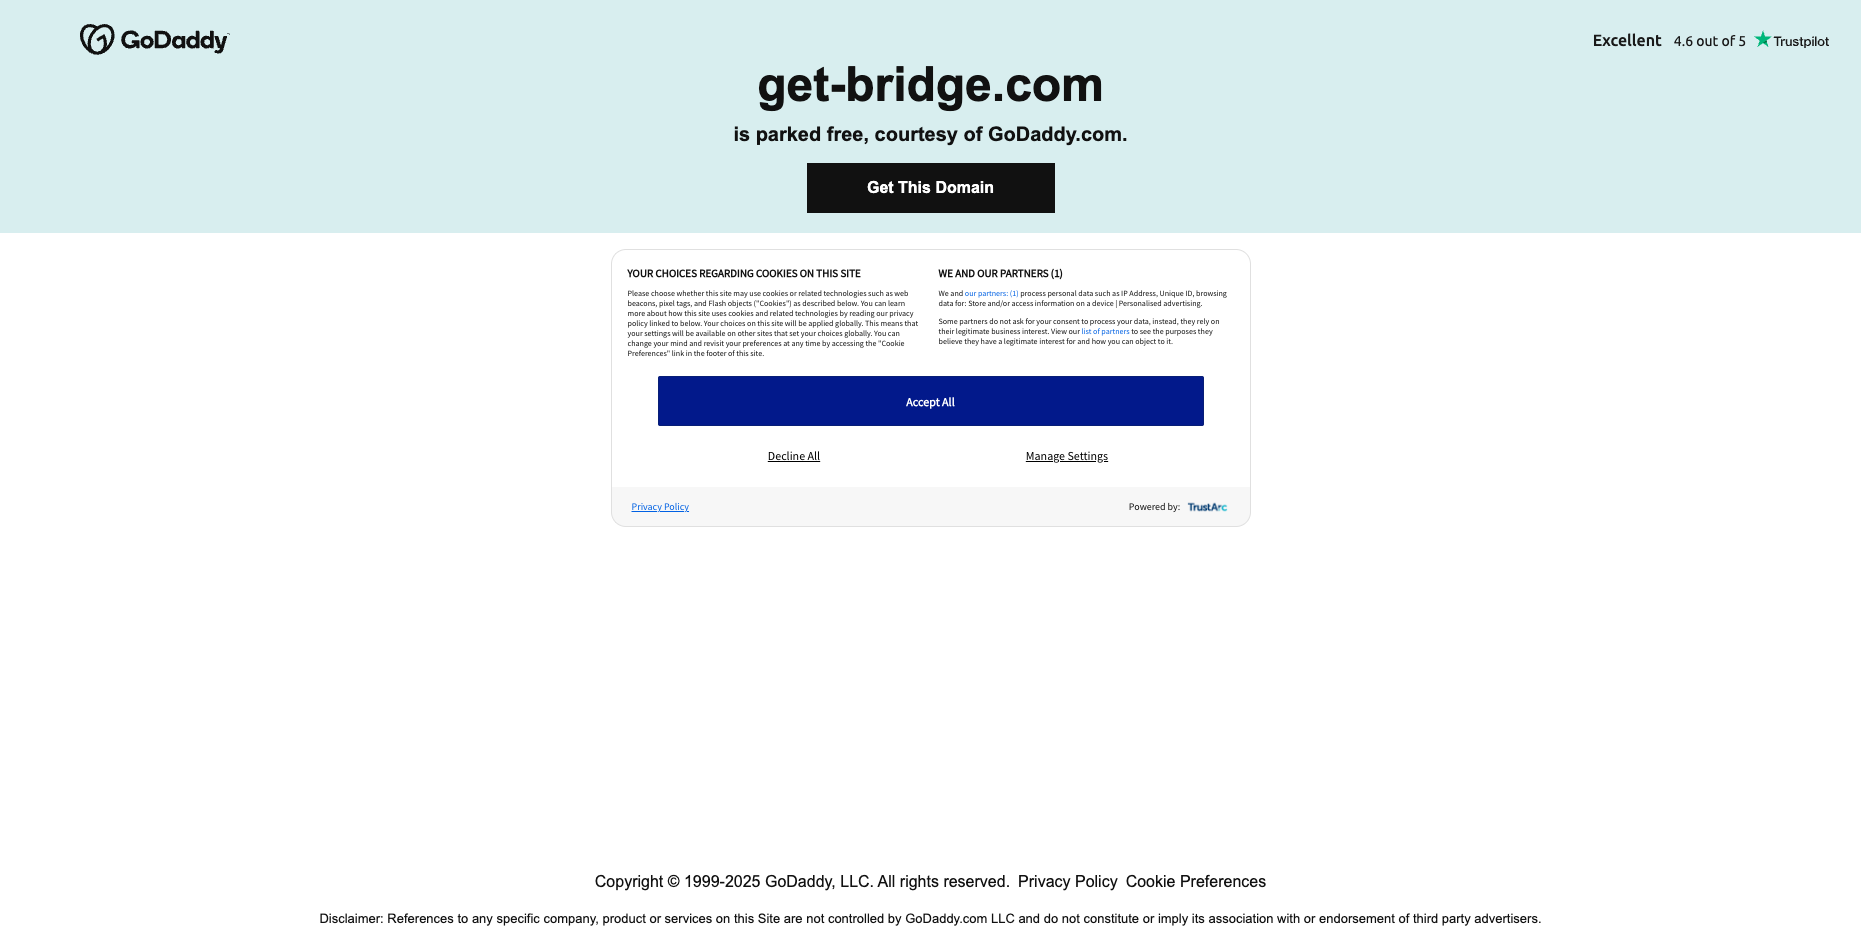 GoDaddy
Excellent 4.6 out of 5 Trustpilot
get-bridge.com
is parked free, courtesy of GoDaddy.com.
Get This Domain
YOUR CHOICES REGARDING COOKIES ON THIS SITE
Please choose whether this site may use cookies or related technologies such as web
beacons, pixel tags, and Flash objects ("Cookies") as described below. You can learn
more about how this site uses cookies and related technologies by reading our privacy
policy linked to below. Your choices on this site will be applied globally. This means that
your settings will be available on other sites that set your choices globally. You can
change your mind and revisit your preferences at any time by accessing the "Cookie
Preferences" link in the footer of this site.
WE AND OUR PARTNERS (1)
We and our partners: (1) process personal data such as IP Address, Unique ID, browsing
data for: Store and/or access information on a device | Personalised advertising.
Some partners do not ask for your consent to process your data, instead, they rely on
their legitimate business interest. View our list of partners to see the purposes they
believe they have a legitimate interest for and how you can object to it.
Accept All
Decline All
Manage Settings
Privacy Policy
Powered by: TrustArc
Copyright © 1999-2025 GoDaddy, LLC. All rights reserved. Privacy Policy Cookie Preferences
Disclaimer: References to any specific company, product or services on this Site are not controlled by GoDaddy.com LLC and do not constitute or imply its association with or endorsement of third party advertisers.